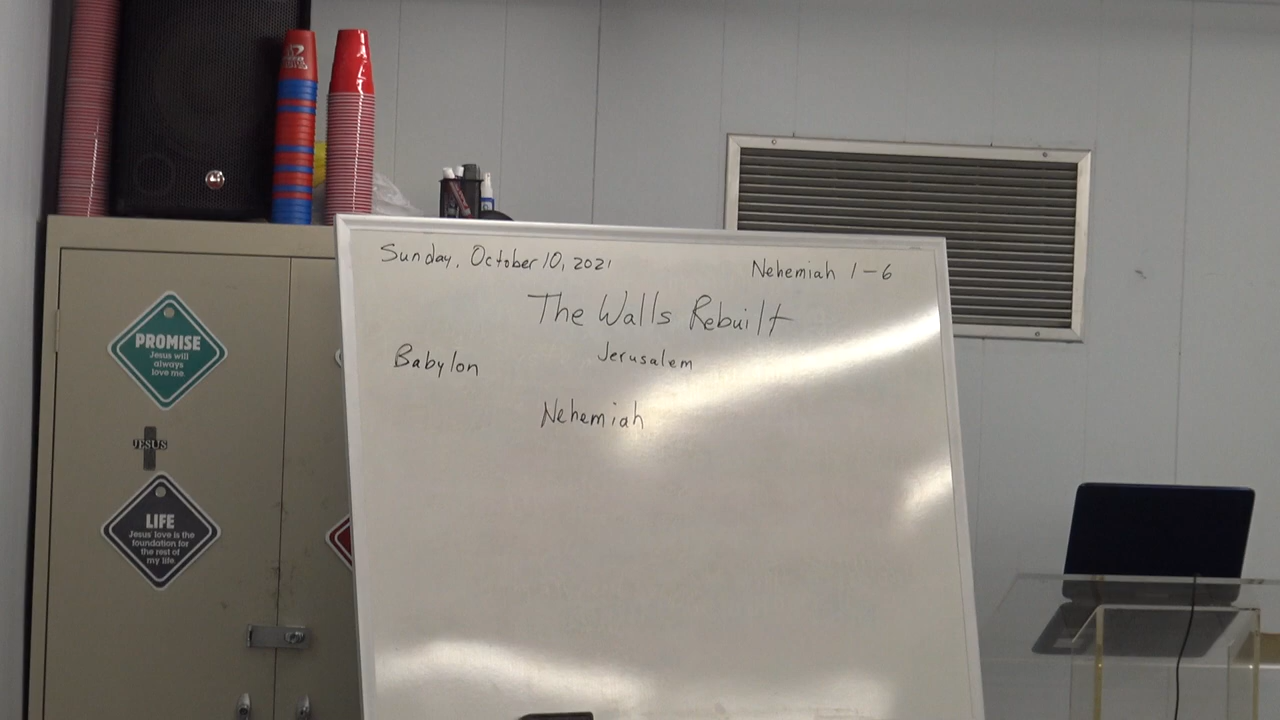 Sunday, October 10, 2021
Nehemiah 1-6
The Walls Rebuilt
Babylon
Jerusalem
Nehemiah
PROMISE
Jesus will
always
love me.
JESUS
LIFE
Jesus' love is the
foundation for
the rest of
my life.